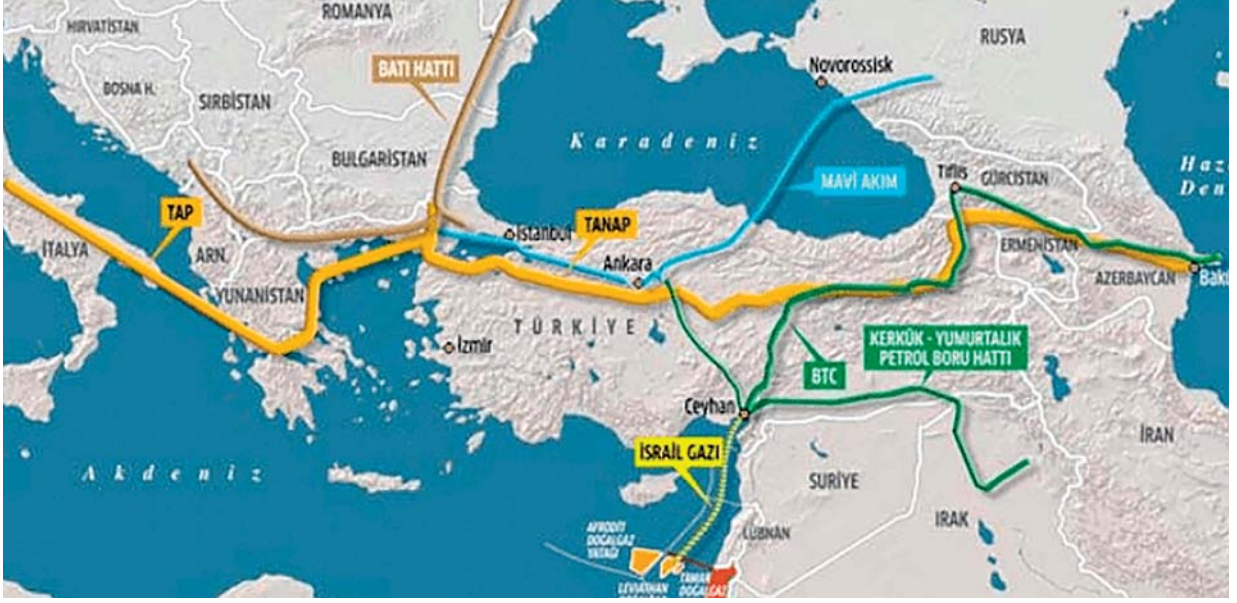 ROMANYA
HIRVATİSTAN
RUSYA
BATI HATTI
Novorossisk
BOSNA H.
SIRBİSTAN
Karadeniz
BULGARİSTAN
Haz
Den
Tiflis
GÜRCİSTAN
MAVİ AKIM
TAP
TANAP
İstanbul
İTALYA
ARN.
Ankara
ERMENİSTAN
AZERBAYCAN
Bakü
YUNANİSTAN
TÜRKİYE
İzmir
KERKÜK - YUMURTALIK
PETROL BORU HATTI
BTC
Ceyhan
İRAN
İSRAİL GAZI
Akdeniz
SURİYE
IRAK
LÜBNAN
AFRODİT
DOĞALGAZ
YATAĞI
LEVIATHAN
TAMAR
DOĞALGAZ